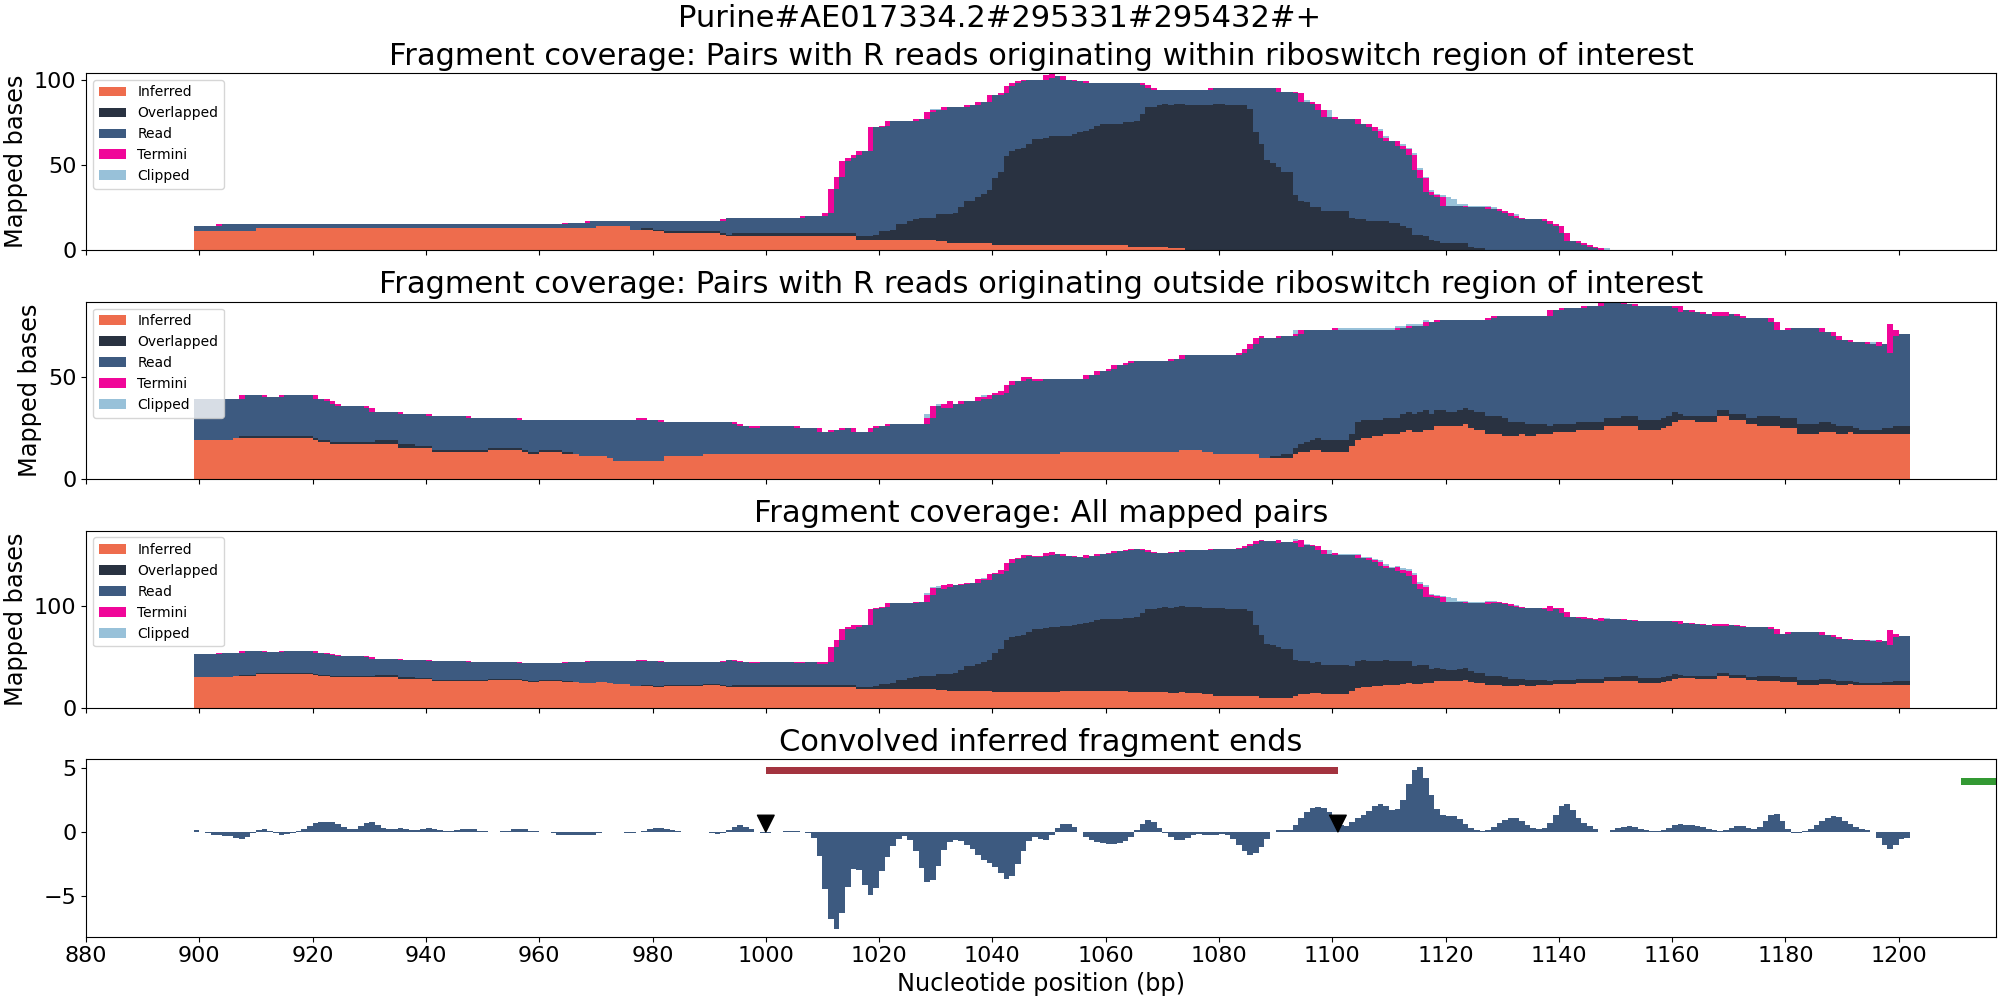 Purine#AE017334.2#295331#295432#+
Fragment coverage: Pairs with R reads originating within riboswitch region of interest
Mapped bases
100
50
0
Inferred
Overlapped
Read
Termini
Clipped
Fragment coverage: Pairs with R reads originating outside riboswitch region of interest
Mapped bases
50
0
Inferred
Overlapped
Read
Termini
Clipped
Fragment coverage: All mapped pairs
Mapped bases
100
0
Inferred
Overlapped
Read
Termini
Clipped
Convolved inferred fragment ends
5
0
−5
880 900 920 940 960 980 1000 1020 1040 1060 1080 1100 1120 1140 1160 1180 1200
Nucleotide position (bp)